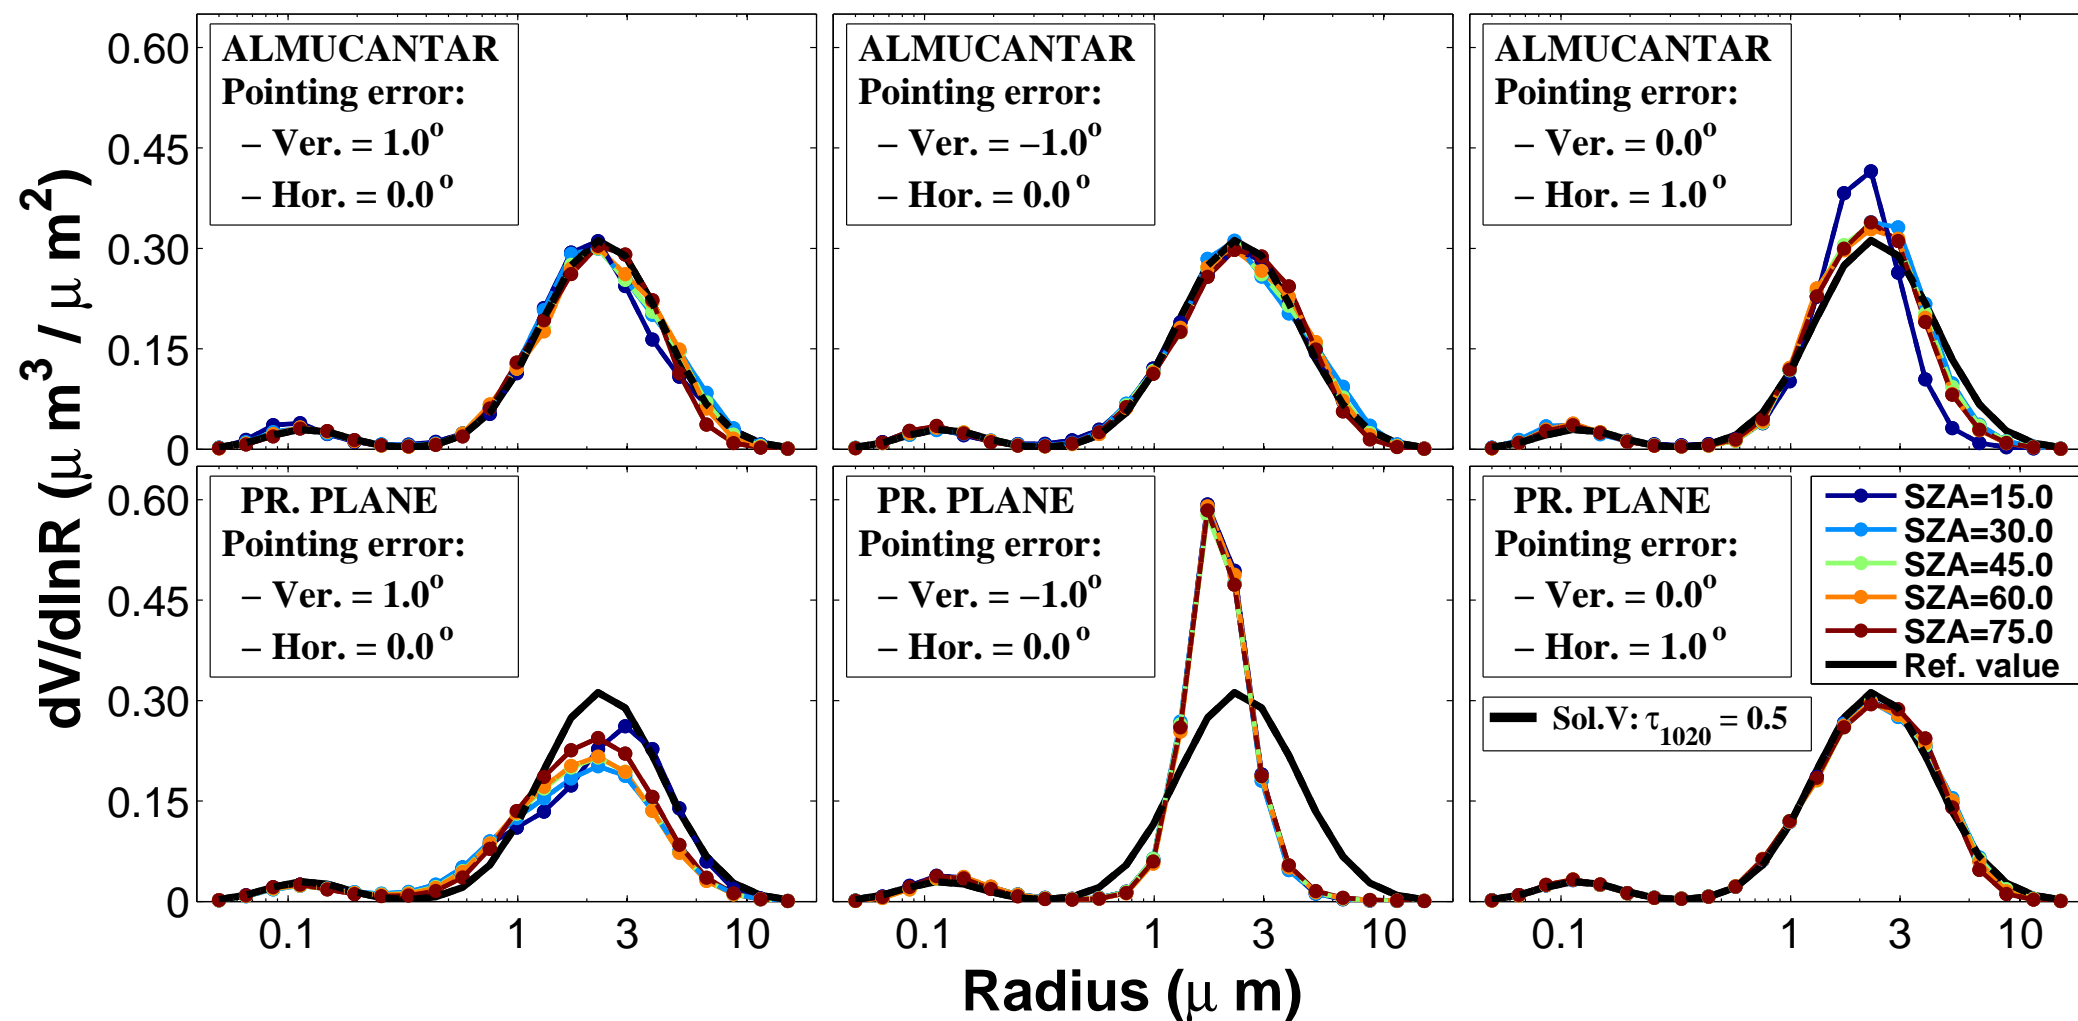 dV/dlnR (μ m³ / μ m²)
0.60
0.45
0.30
0.15
0
ALMUCANTAR
Pointing error:
– Ver. = 1.0°
– Hor. = 0.0°
ALMUCANTAR
Pointing error:
– Ver. = –1.0°
– Hor. = 0.0°
ALMUCANTAR
Pointing error:
– Ver. = 0.0°
– Hor. = 1.0°
0.60
0.45
0.30
0.15
0
PR. PLANE
Pointing error:
– Ver. = 1.0°
– Hor. = 0.0°
PR. PLANE
Pointing error:
– Ver. = –1.0°
– Hor. = 0.0°
PR. PLANE
Pointing error:
– Ver. = 0.0°
– Hor. = 1.0°
SZA=15.0
SZA=30.0
SZA=45.0
SZA=60.0
SZA=75.0
Ref. value
Sol.V: τ₁₀₂₀ = 0.5
0.1 1 3 10
0.1 1 3 10
0.1 1 3 10
Radius (μ m)